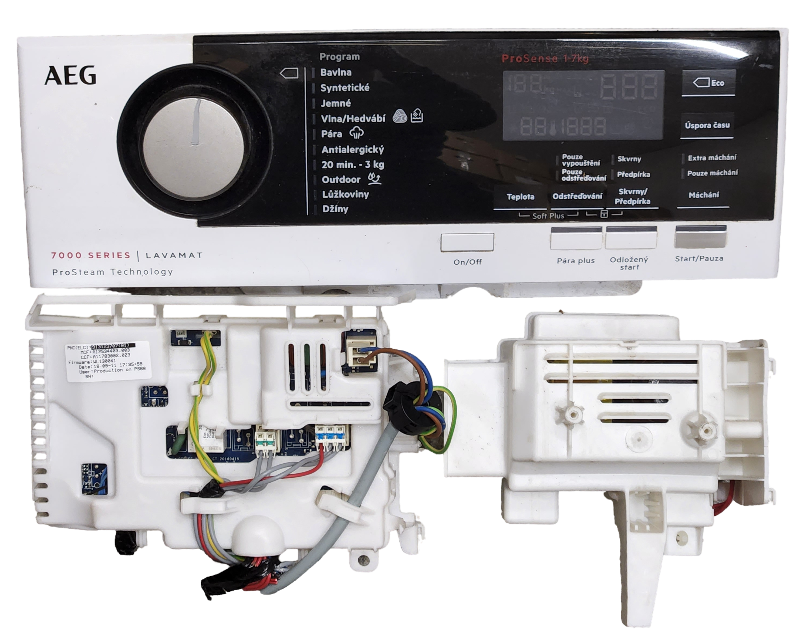 AEG
7000 SERIES | LAVAMAT
ProSteam Technology
Program
Bavlna
Syntetické
Jemné
Vlna/Hedvábí
Pára
Antialergický
20 min. - 3 kg
Outdoor
Lůžkoviny
Džíny
ProSense 1-7kg
Eco
Úspora času
Pouze vypouštění
Pouze odstřeďování
Skvrny
Předpírka
Extra máchání
Pouze máchání
Teplota
Odstřeďování
Skvrny/
Předpírka
Máchání
Soft Plus
On/Off
Pára plus
Odložený
start
Start/Pauza